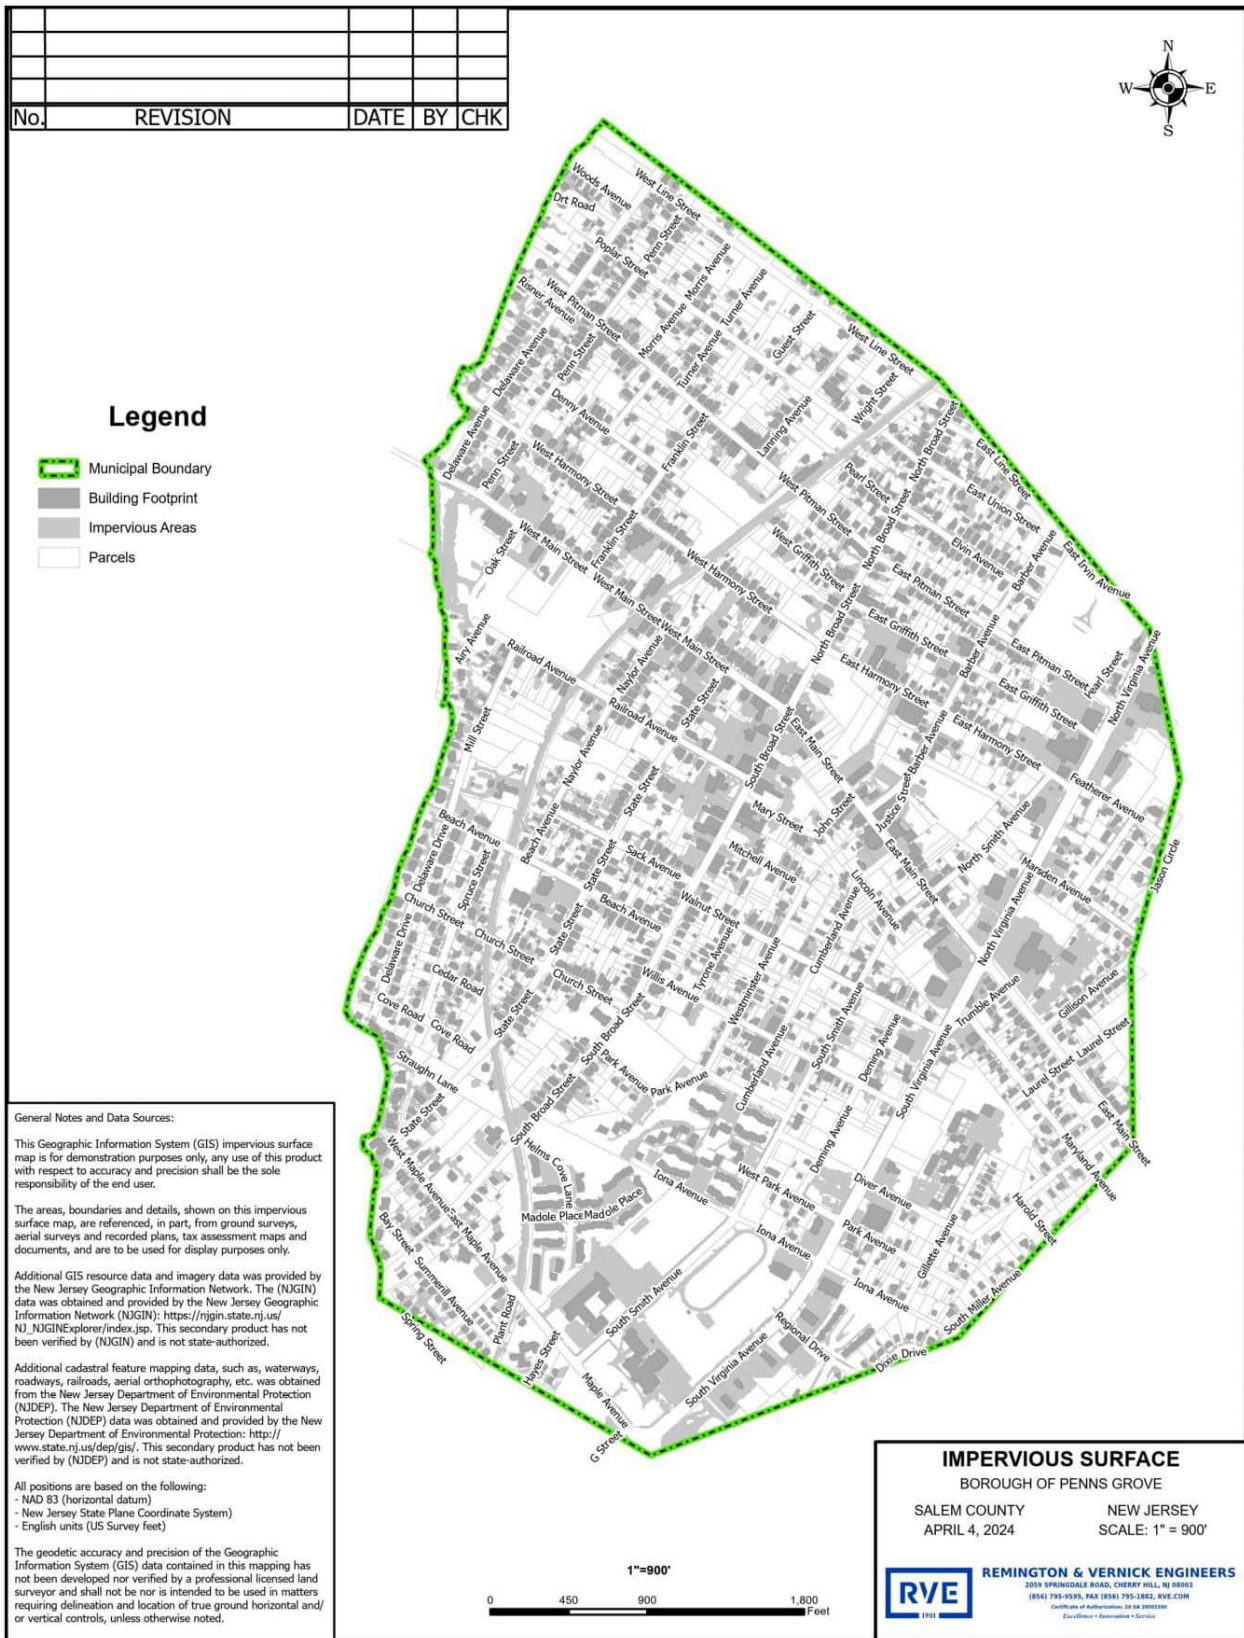 No. REVISION DATE BY CHK
N
W E
S
Woods Avenue
West Line Street
Drt Road
Penn Street
Poplar Street
Morris Avenue
Risner Avenue
West Pitman Street
Turner Avenue
Guest Street
West Line Street
Morris Avenue
Delaware Avenue
Penn Street
Turner Avenue
Wright Street
Denny Avenue
Lanning Avenue
North Broad Street
Legend
Municipal Boundary
Building Footprint
Impervious Areas
Parcels
Delaware Avenue
Penn Street
West Harmony Street
Franklin Street
East Line Street
Pearl Street
West Pitman Street
East Union Street
Oak Street
West Main Street
Franklin Street
West Griffith Street
North Broad Street
Elvin Avenue
Barber Avenue
East Irvin Avenue
West Harmony Street
East Pitman Street
West Main Street
North Broad Street
East Griffith Street
Airy Avenue
Railroad Avenue
Naylor Avenue
West Main Street
East Harmony Street
Barber Avenue
East Pitman Street
Pearl Street
North Virginia Avenue
State Street
Railroad Avenue
East Griffith Street
Mill Street
Naylor Avenue
South Broad Street
East Main Street
Barber Avenue
East Harmony Street
Featherer Avenue
State Street
Mary Street
John Street
Justice Street
Beach Avenue
Delaware Drive
Beach Avenue
Sack Avenue
Mitchell Avenue
East Main Street
North Smith Avenue
Marsden Avenue
Jason Circle
Spruce Street
State Street
Lincoln Avenue
Church Street
Beach Avenue
Walnut Street
Cumberland Avenue
North Virginia Avenue
Delaware Drive
Church Street
State Street
Tyrone Avenue
Westminster Avenue
Cedar Road
Church Street
Willis Avenue
Trumble Avenue
Gillison Avenue
Cove Road
Cove Road
State Street
South Broad Street
South Smith Avenue
Deming Avenue
South Virginia Avenue
Laurel Street
Laurel Street
Straughn Lane
Park Avenue
Park Avenue
Cumberland Avenue
State Street
South Broad Street
East Main Street
Maryland Avenue
Helms Cove Lane
Deming Avenue
West Maple Avenue
Iona Avenue
West Park Avenue
Diver Avenue
Harold Street
Madole Place
Madole Place
Bay Street
East Maple Avenue
Iona Avenue
Park Avenue
Gillette Avenue
Summerill Avenue
Iona Avenue
South Miller Avenue
Spring Street
Plant Road
South Smith Avenue
Regional Drive
Dixie Drive
Hayes Street
Maple Avenue
South Virginia Avenue
G Street
General Notes and Data Sources:
This Geographic Information System (GIS) impervious surface
map is for demonstration purposes only, any use of this product
with respect to accuracy and precision shall be the sole
responsibility of the end user.
The areas, boundaries and details, shown on this impervious
surface map, are referenced, in part, from ground surveys,
aerial surveys and recorded plans, tax assessment maps and
documents, and are to be used for display purposes only.
Additional GIS resource data and imagery data was provided by
the New Jersey Geographic Information Network. The (NJGIN)
data was obtained and provided by the New Jersey Geographic
Information Network (NJGIN): https://njgin.state.nj.us/
NJ_NJGINExplorer/index.jsp. This secondary product has not
been verified by (NJGIN) and is not state-authorized.
Additional cadastral feature mapping data, such as, waterways,
roadways, railroads, aerial orthophotography, etc. was obtained
from the New Jersey Department of Environmental Protection
(NJDEP). The New Jersey Department of Environmental
Protection (NJDEP) data was obtained and provided by the New
Jersey Department of Environmental Protection: http://
www.state.nj.us/dep/gis/. This secondary product has not been
verified by (NJDEP) and is not state-authorized.
All positions are based on the following:
- NAD 83 (horizontal datum)
- New Jersey State Plane Coordinate System)
- English units (US Survey feet)
The geodetic accuracy and precision of the Geographic
Information System (GIS) data contained in this mapping has
not been developed nor verified by a professional licensed land
surveyor and shall not be nor is intended to be used in matters
requiring delineation and location of true ground horizontal and/
or vertical controls, unless otherwise noted.
1"=900'
0 450 900 1,800
Feet
IMPERVIOUS SURFACE
BOROUGH OF PENNS GROVE
SALEM COUNTY NEW JERSEY
APRIL 4, 2024 SCALE: 1" = 900'
RVE
1901
REMINGTON & VERNICK ENGINEERS
2059 SPRINGDALE ROAD, CHERRY HILL, NJ 08003
(856) 795-9595, FAX (856) 795-1882, RVE.COM
Certificate of Authorization:
Excellence • Innovation • Service